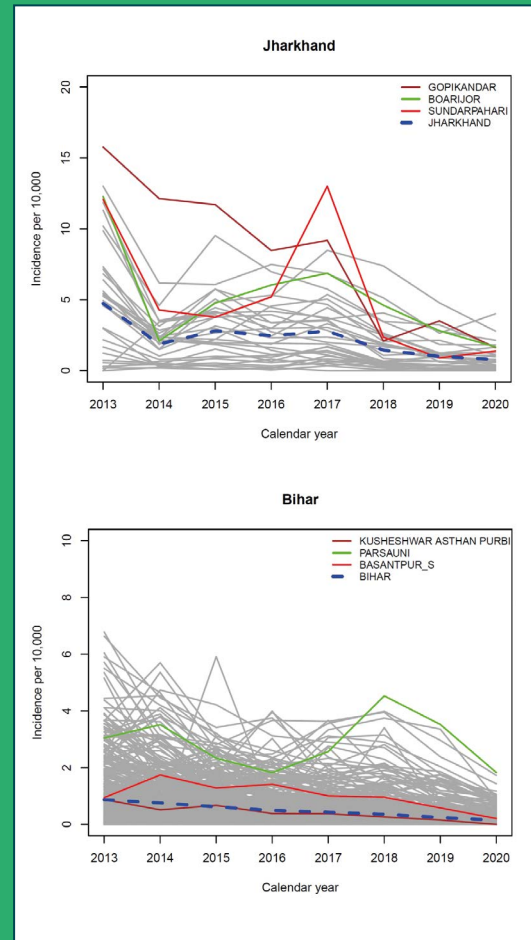 Jharkhand
GOPIKANDAR
BOARIJOR
SUNDARPAHARI
JHARKHAND
20
15
10
5
0
Incidence per 10,000
2013 2014 2015 2016 2017 2018 2019 2020
Calendar year
Bihar
KUSHESHWAR ASTHAN PURBI
PARSAUNI
BASANTPUR_S
BIHAR
10
8
6
4
2
0
Incidence per 10,000
2013 2014 2015 2016 2017 2018 2019 2020
Calendar year